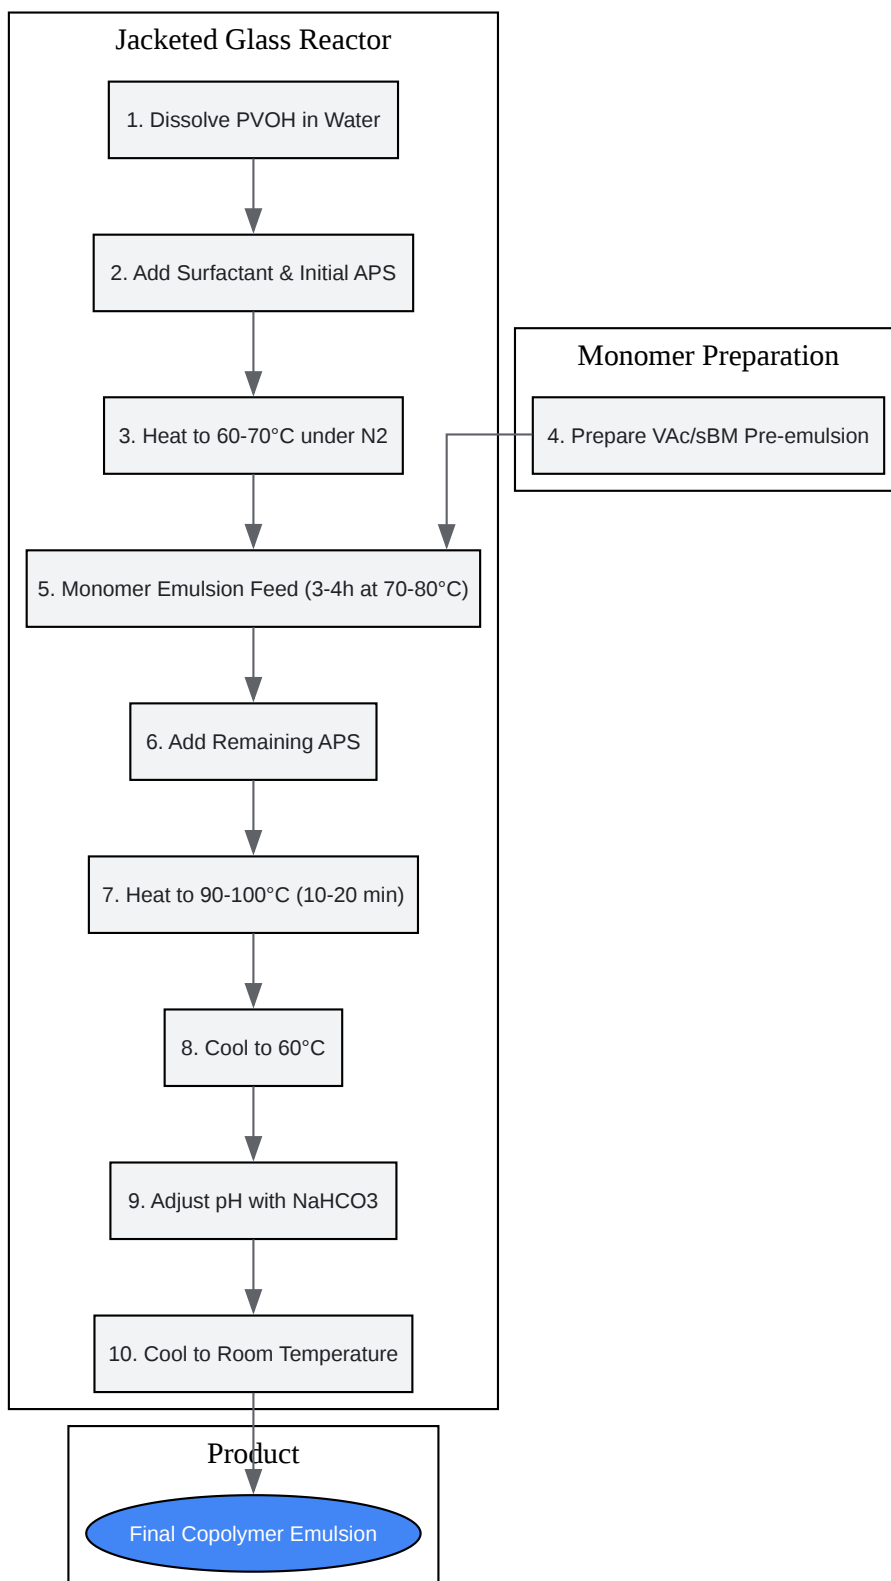 Jacketed Glass Reactor
1. Dissolve PVOH in Water
2. Add Surfactant & Initial APS
3. Heat to 60-70°C under N2
Monomer Preparation
4. Prepare VAc/sBM Pre-emulsion
5. Monomer Emulsion Feed (3-4h at 70-80°C)
6. Add Remaining APS
7. Heat to 90-100°C (10-20 min)
8. Cool to 60°C
9. Adjust pH with NaHCO3
10. Cool to Room Temperature
Product
Final Copolymer Emulsion